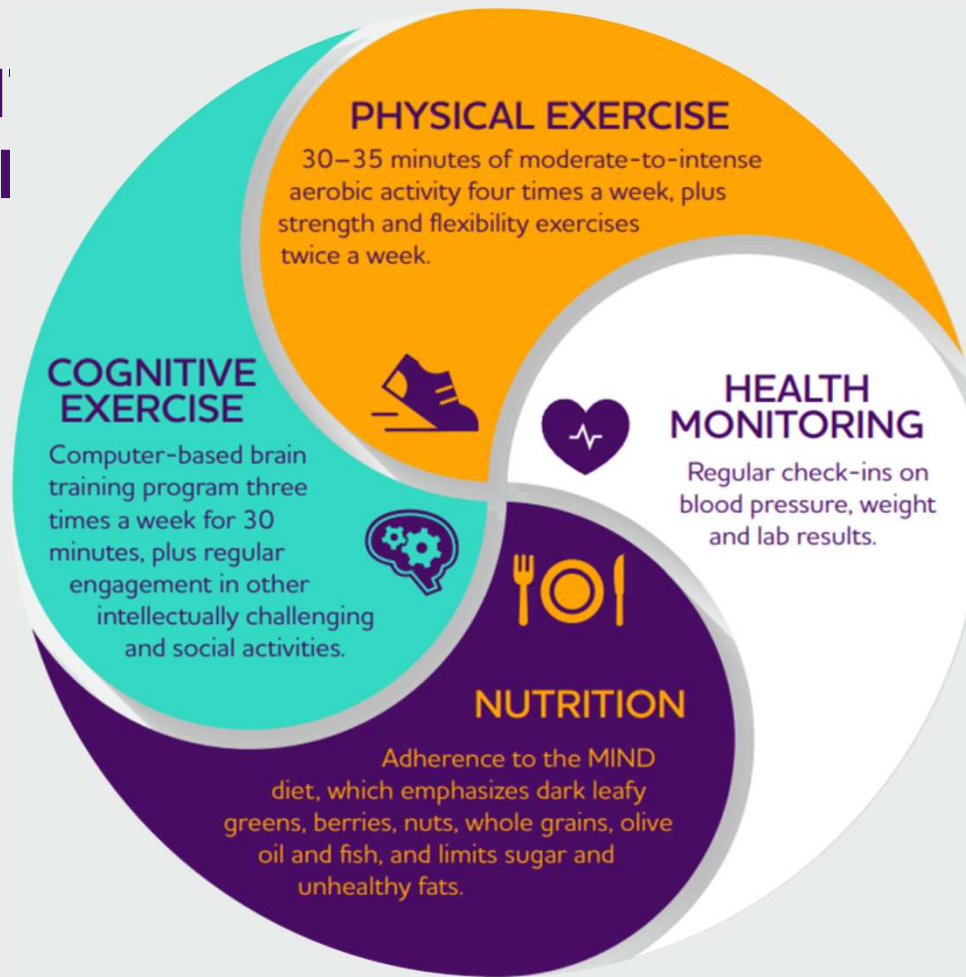 PHYSICAL EXERCISE
30–35 minutes of moderate-to-intense
aerobic activity four times a week, plus
strength and flexibility exercises
twice a week.
COGNITIVE
EXERCISE
Computer-based brain
training program three
times a week for 30
minutes, plus regular
engagement in other
intellectually challenging
and social activities.
HEALTH
MONITORING
Regular check-ins on
blood pressure, weight
and lab results.
NUTRITION
Adherence to the MIND
diet, which emphasizes dark leafy
greens, berries, nuts, whole grains, olive
oil and fish, and limits sugar and
unhealthy fats.